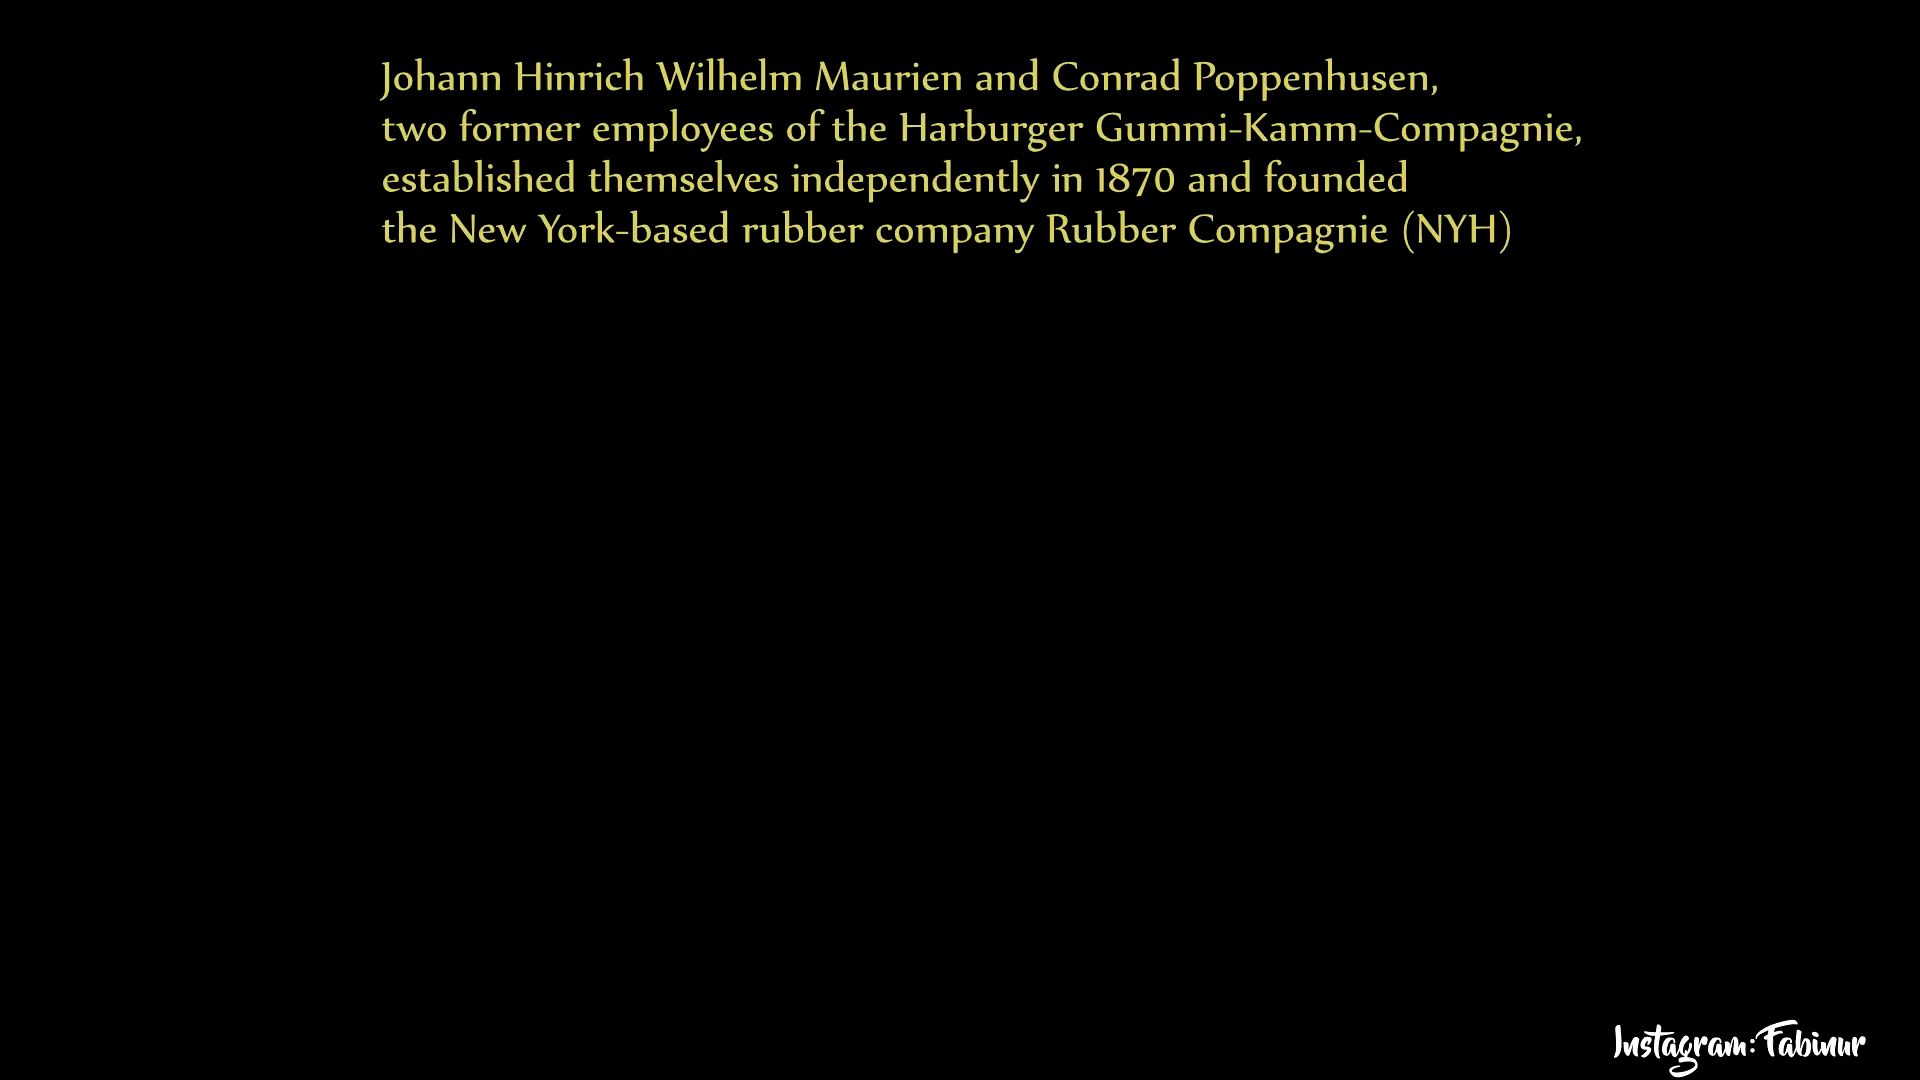 Johann Hinrich Wilhelm Maurien and Conrad Poppenhusen,
two former employees of the Harburger Gummi-Kamm-Compagnie,
established themselves independently in 1870 and founded
the New York-based rubber company Rubber Compagnie (NYH)
Instagram: Fabinur